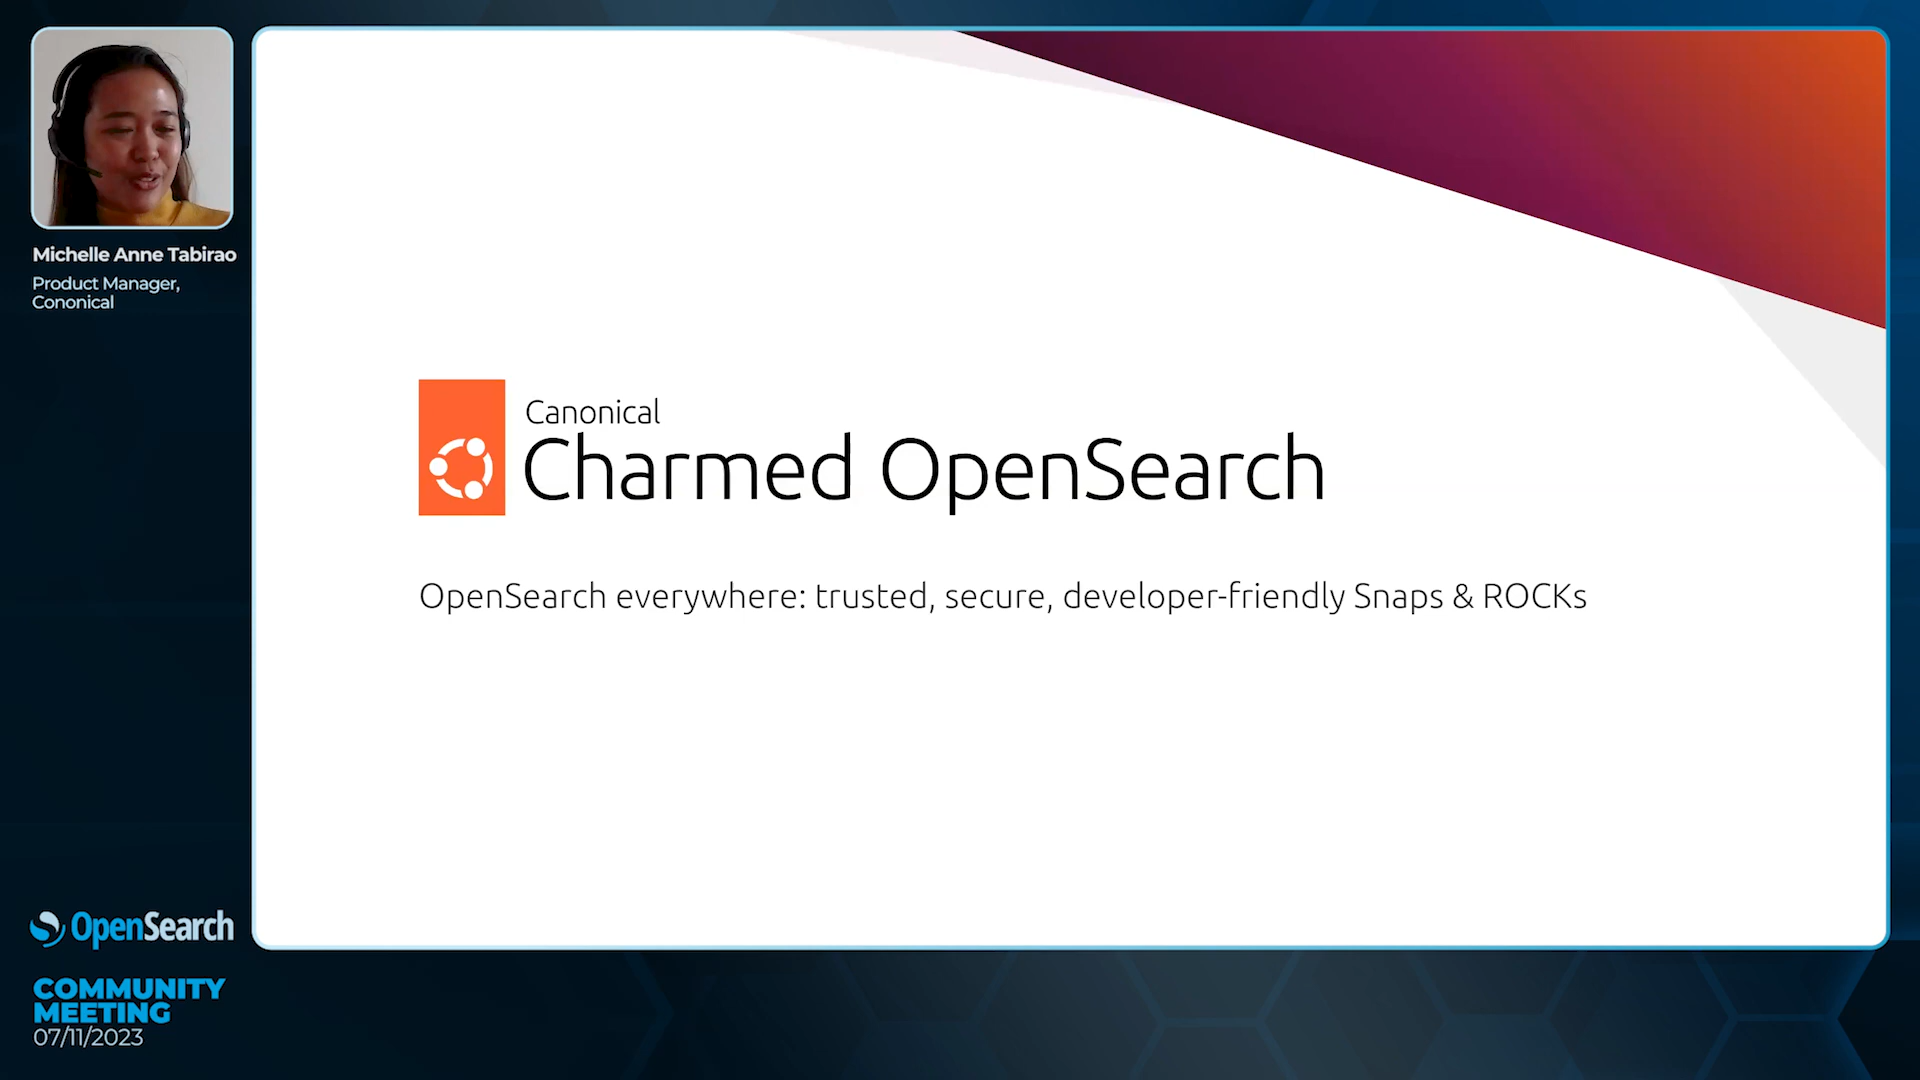 Michelle Anne Tabirao
Product Manager,
Cononical
Canonical
Charmed OpenSearch
OpenSearch everywhere: trusted, secure, developer-friendly Snaps & ROCKs
OpenSearch
COMMUNITY
MEETING
07/11/2023